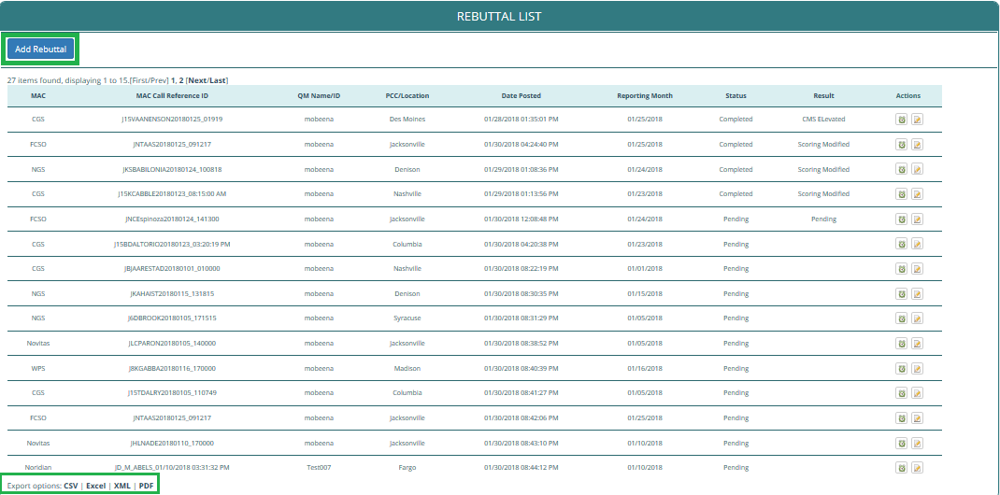 REBUTTAL LIST
Add Rebuttal
27 items found, displaying 1 to 15.[First/Prev] 1, 2 [Next/Last]
MAC MAC Call Reference ID QM Name/ID PCC/Location Date Posted Reporting Month Status Result Actions
CGS J15VAANENSON20180125_01919 mobeena Des Moines 01/28/2018 01:35:01 PM 01/25/2018 Completed CMS ELevated
FCSO JNTAAS20180125_091217 mobeena Jacksonville 01/30/2018 04:24:40 PM 01/25/2018 Completed Scoring Modified
NGS JKSBABILONIA20180124_100818 mobeena Denison 01/29/2018 01:08:36 PM 01/24/2018 Completed Scoring Modified
CGS J15KCABBLE20180123_08:15:00 AM mobeena Nashville 01/29/2018 01:13:56 PM 01/23/2018 Completed Scoring Modified
FCSO JNCEspinoza20180124_141300 mobeena Jacksonville 01/30/2018 12:08:48 PM 01/24/2018 Pending Pending
CGS J15BDALTORIO20180123_03:20:19 PM mobeena Columbia 01/30/2018 04:20:38 PM 01/23/2018 Pending
CGS JBJAARESTAD20180101_010000 mobeena Nashville 01/30/2018 08:22:19 PM 01/01/2018 Pending
NGS JKAHAIST20180115_131815 mobeena Denison 01/30/2018 08:30:35 PM 01/15/2018 Pending
NGS J6DBROOK20180105_171515 mobeena Syracuse 01/30/2018 08:31:29 PM 01/05/2018 Pending
Novitas JLCPARON20180105_140000 mobeena Jacksonville 01/30/2018 08:38:52 PM 01/05/2018 Pending
WPS J8KGABBA20180116_170000 mobeena Madison 01/30/2018 08:40:39 PM 01/16/2018 Pending
CGS J15TDALRY20180105_110749 mobeena Columbia 01/30/2018 08:41:27 PM 01/05/2018 Pending
FCSO JNTAAS20180125_091217 mobeena Jacksonville 01/30/2018 08:42:06 PM 01/25/2018 Pending
Novitas JHLNADE20180110_170000 mobeena Jacksonville 01/30/2018 08:43:10 PM 01/10/2018 Pending
Noridian JD_M_ABELS_01/10/2018 03:31:32 PM Test007 Fargo 01/30/2018 08:44:12 PM 01/10/2018 Pending
Export options: CSV | Excel | XML | PDF